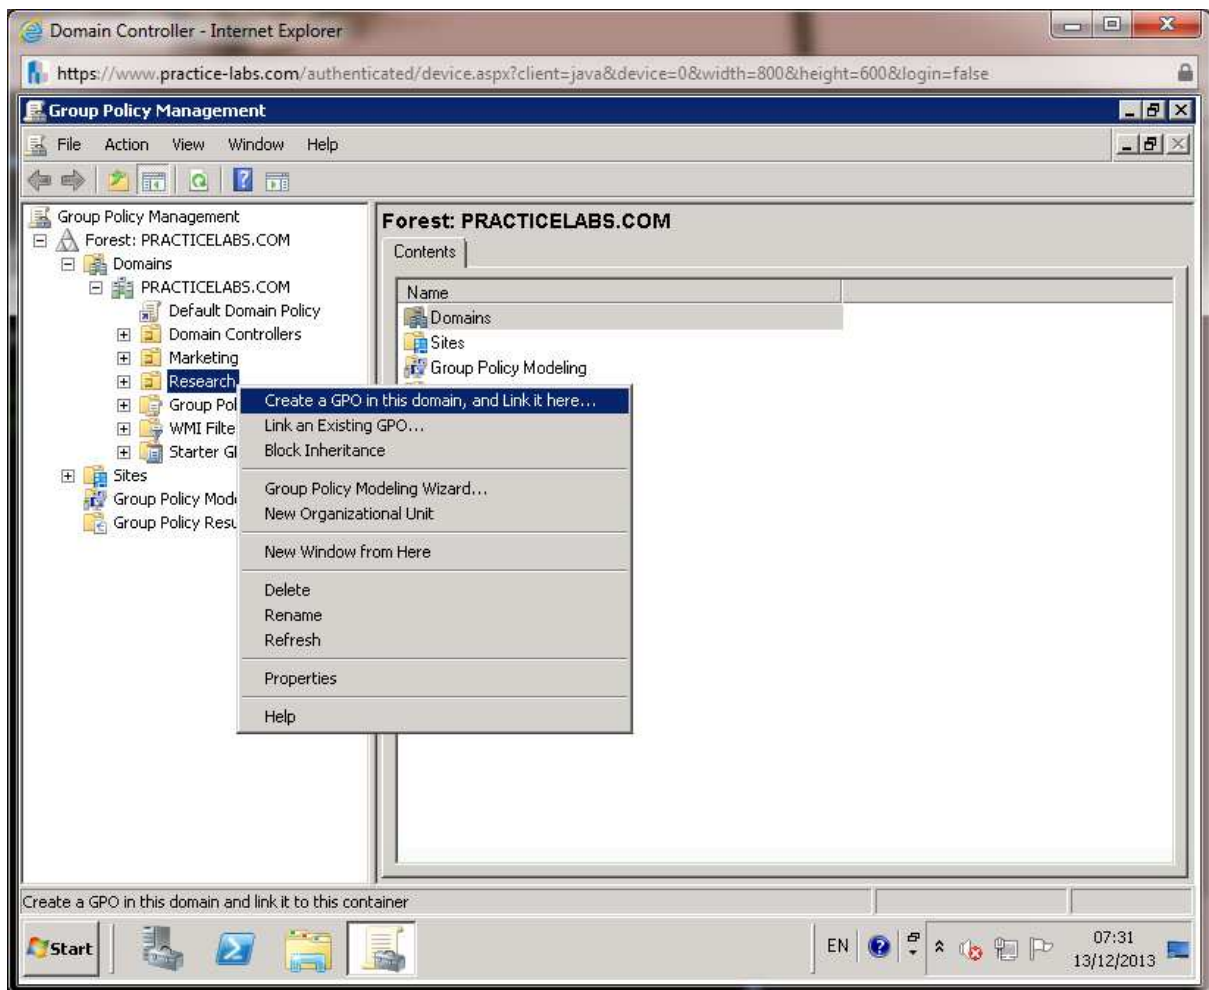 Domain Controller - Internet Explorer
https://www.practice-labs.com/authenticated/device.aspx?client=java&device=0&width=800&height=600&login=false
Group Policy Management
File Action View Window Help
Group Policy Management
Forest: PRACTICELABS.COM
Domains
PRACTICELABS.COM
Default Domain Policy
Domain Controllers
Marketing
Research
Group Pol
WMI Filte
Starter G
Sites
Group Policy Mod
Group Policy Resu
Forest: PRACTICELABS.COM
Contents
Name
Domains
Sites
Group Policy Modeling
Create a GPO in this domain, and Link it here...
Link an Existing GPO...
Block Inheritance
Group Policy Modeling Wizard...
New Organizational Unit
New Window from Here
Delete
Rename
Refresh
Properties
Help
Create a GPO in this domain and link it to this container
Start
EN
07:31
13/12/2013